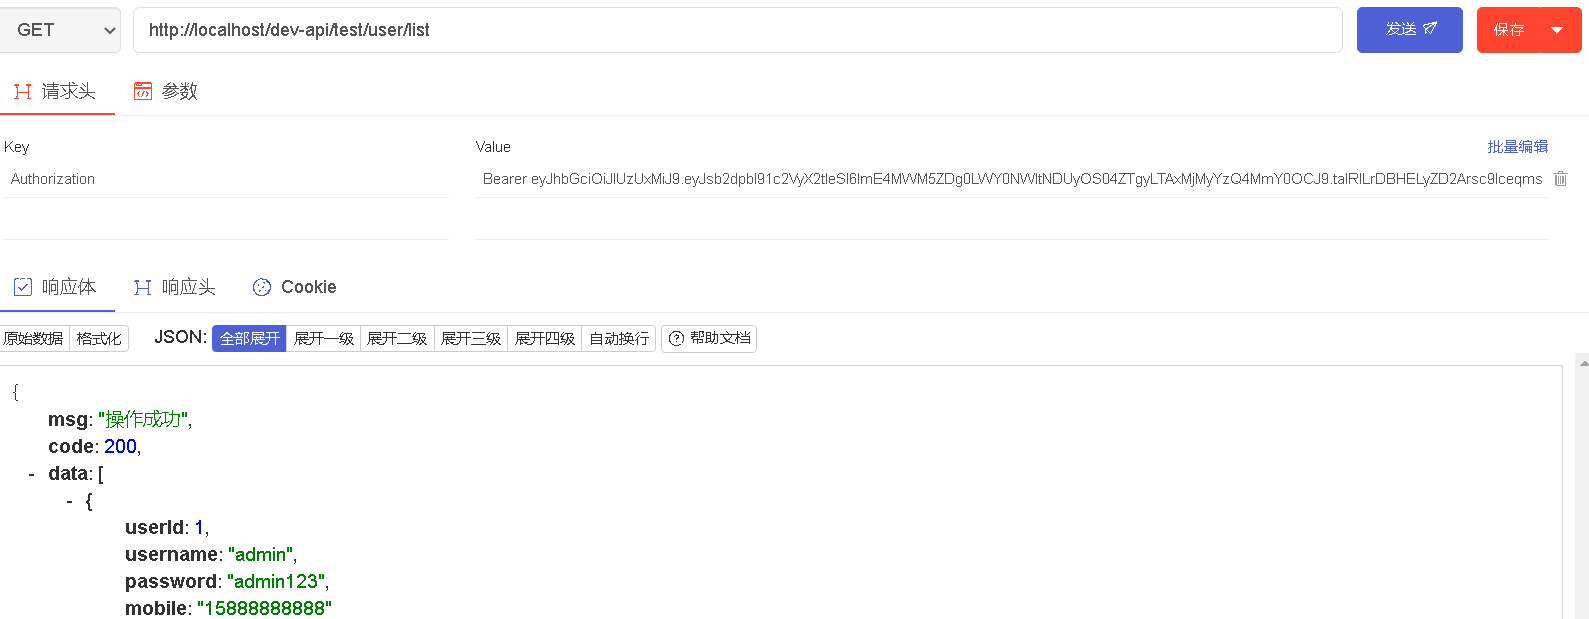 GET http://localhost/dev-api/test/user/list 发送 保存
请求头 参数
Key Value 批量编辑
Authorization Bearer eyJhbGciOiJIUzUxMiJ9.eyJsb2dpbl91c2VyX2tleSI6ImE4MWM5ZDg0LWY0NWItNDUyOS04ZTgyLTAxMjMyYzQ4MmY0OCJ9.taIRILrDBHELyZD2Arsc9Iceqms
响应体 响应头 Cookie
原始数据 格式化 JSON: 全部展开 展开一级 展开二级 展开三级 展开四级 自动换行 帮助文档
{
msg: "操作成功",
code: 200,
- data: [
- {
userId: 1,
username: "admin",
password: "admin123",
mobile: "15888888888"